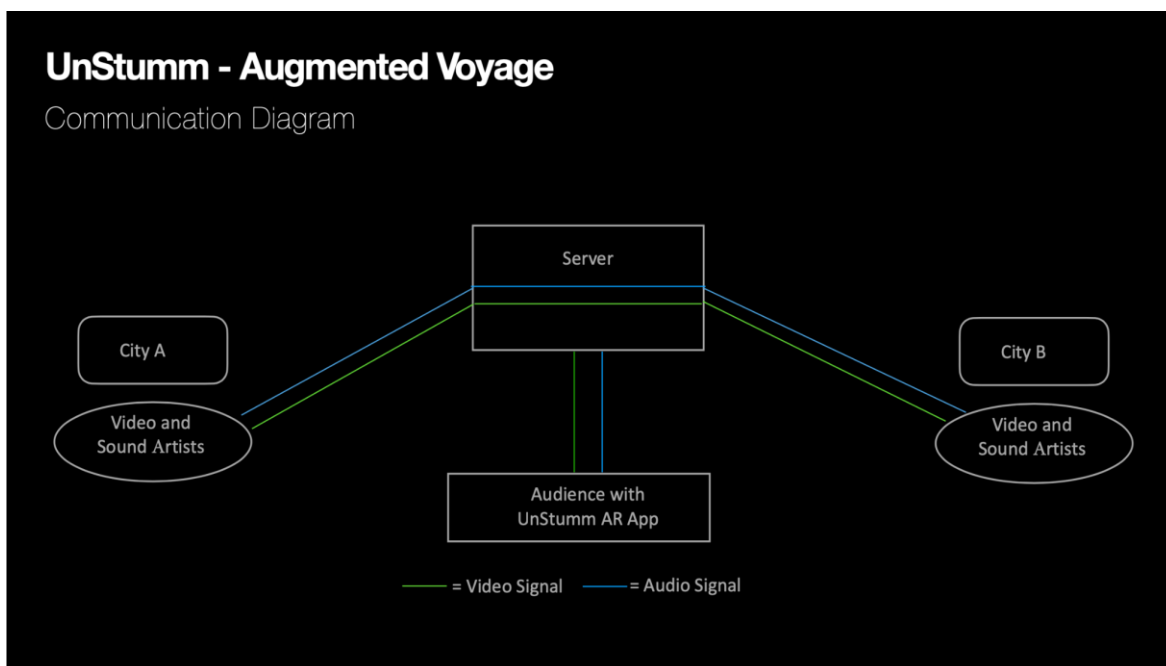 UnStumm - Augmented Voyage
Communication Diagram
Server
City A
City B
Video and
Sound Artists
Video and
Sound Artists
Audience with
UnStumm AR App
= Video Signal
= Audio Signal